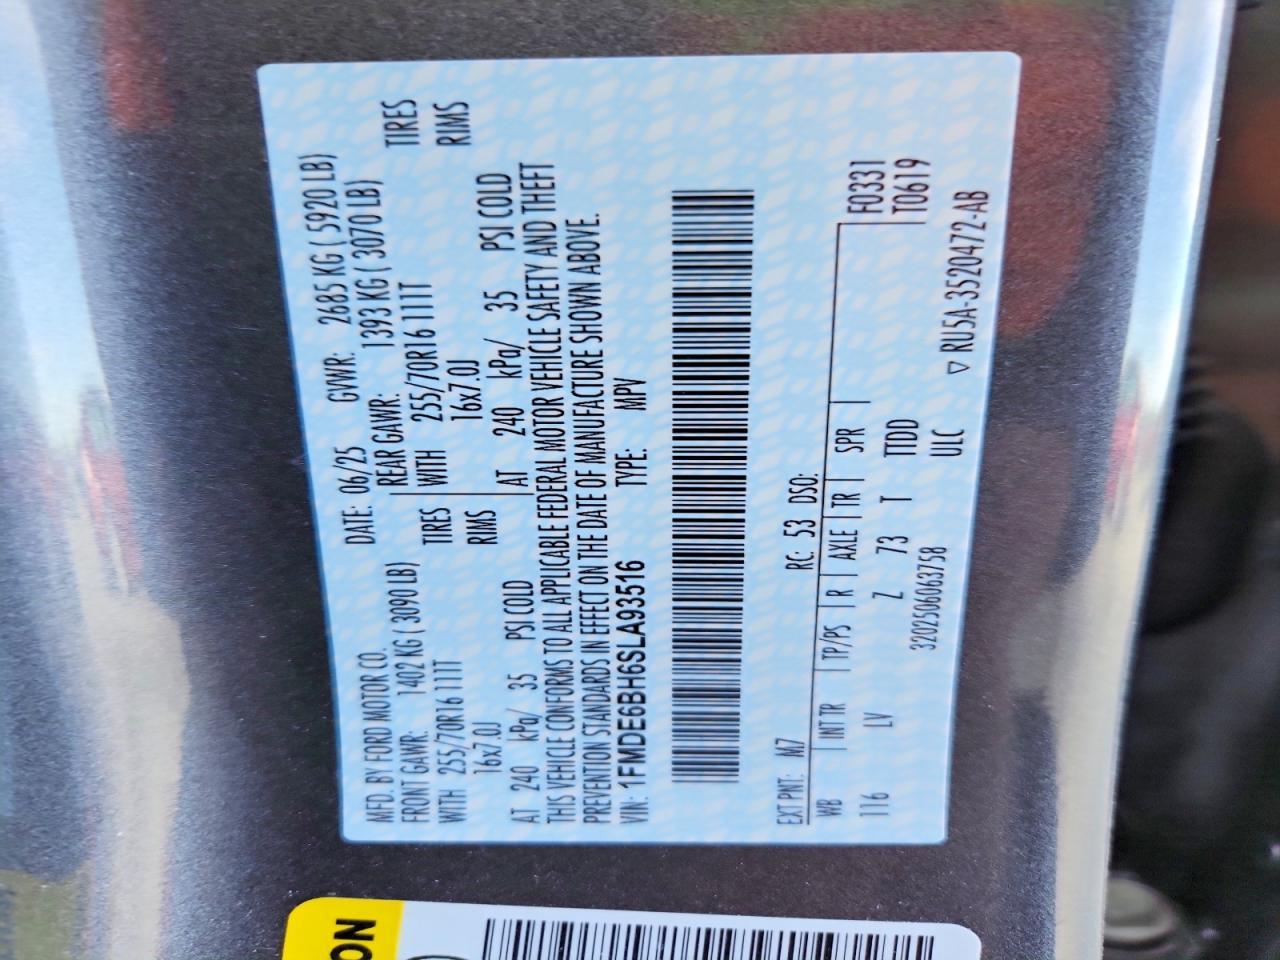 MFD. BY FORD MOTOR CO. DATE: 06/25 GVWR: 2685 KG ( 5920 LB)
FRONT GAWR: 1402 KG ( 3090 LB) REAR GAWR: 1393 KG ( 3070 LB)
WITH 255/70R16 111T TIRES WITH 255/70R16 111T TIRES
16x7.0J RIMS 16x7.0J RIMS
AT 240 kPa/ 35 PSI COLD AT 240 kPa/ 35 PSI COLD
THIS VEHICLE CONFORMS TO ALL APPLICABLE FEDERAL MOTOR VEHICLE SAFETY AND THEFT
PREVENTION STANDARDS IN EFFECT ON THE DATE OF MANUFACTURE SHOWN ABOVE.
VIN: 1FMDE6BH6SLA93516 TYPE: MPV
EXT PNT: M7 RC: 53 DSO:
WB INT TR TP/PS R AXLE TR SPR F0331
116 LV Z 73 T TTDD T0619
320250606375B ULC ▽ RU5A-3520472-AB
ON